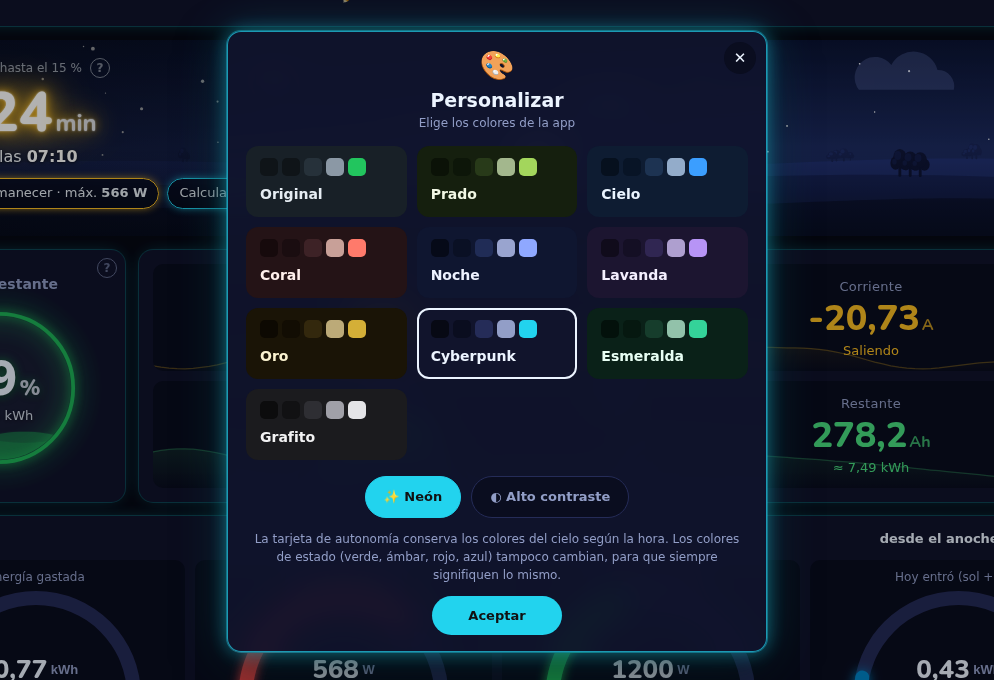 hasta el 15 % ?
24 min
las 07:10
manecer · máx. 566 W
Calcula
estante
?
9 %
kWh
Personalizar
Elige los colores de la app
✕
Original
Prado
Cielo
Coral
Noche
Lavanda
Oro
Cyberpunk
Esmeralda
Grafito
✨ Neón
◐ Alto contraste
La tarjeta de autonomía conserva los colores del cielo según la hora. Los colores
de estado (verde, ámbar, rojo, azul) tampoco cambian, para que siempre
signifiquen lo mismo.
Aceptar
Corriente
-20,73 A
Saliendo
Restante
278,2 Ah
≈ 7,49 kWh
desde el anoche
nergía gastada
0,77 kWh
568 W
1200 W
Hoy entró (sol +
0,43 kW